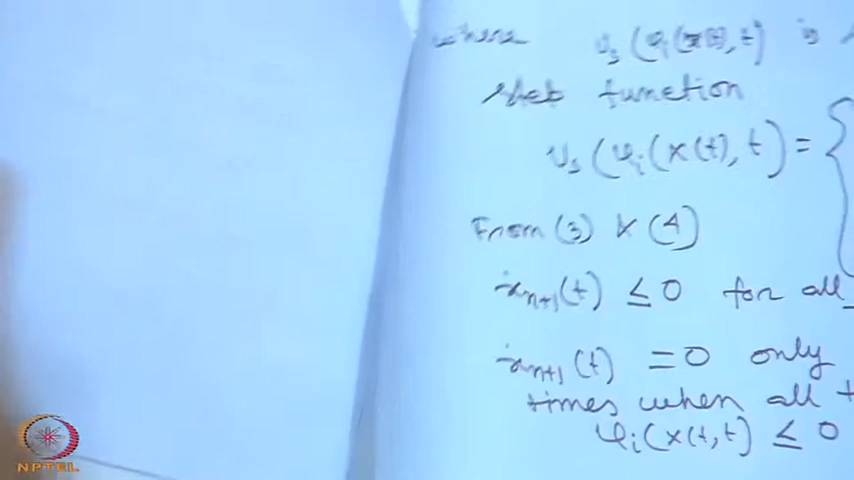 where u_s(φ_i(x(t),t) is
step function
u_s(φ_i(x(t),t) = {
From (3) & (4)
ẋ_{n+1}(t) ≤ 0 for all
ẋ_{n+1}(t) = 0 only
times when all
φ_i(x(t,t) ≤ 0
NPTEL